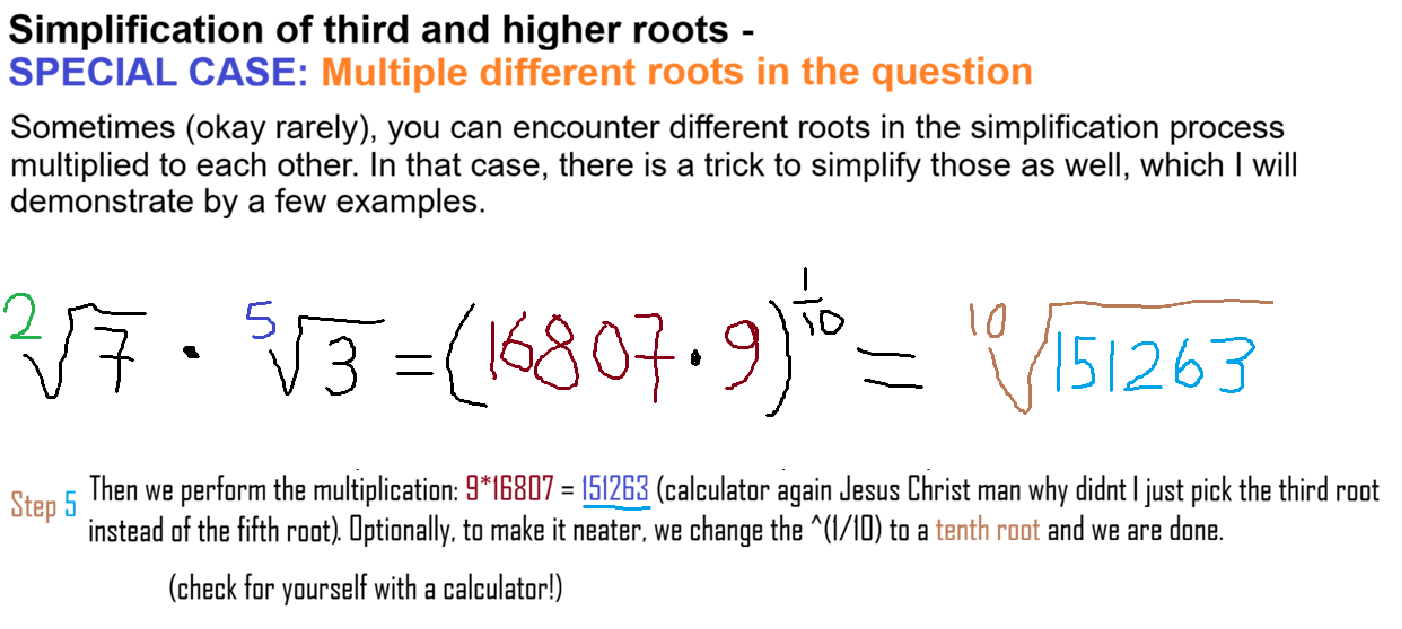 Simplification of third and higher roots -
SPECIAL CASE: Multiple different roots in the question
Sometimes (okay rarely), you can encounter different roots in the simplification process
multiplied to each other. In that case, there is a trick to simplify those as well, which I will
demonstrate by a few examples.
²√7 · ⁵√3 = (16807 · 9)^(1/10) = ¹⁰√151263
Step 5 Then we perform the multiplication: 9*16807 = 151263 (calculator again Jesus Christ man why didnt I just pick the third root
instead of the fifth root). Optionally, to make it neater, we change the ^(1/10) to a tenth root and we are done.
(check for yourself with a calculator!)